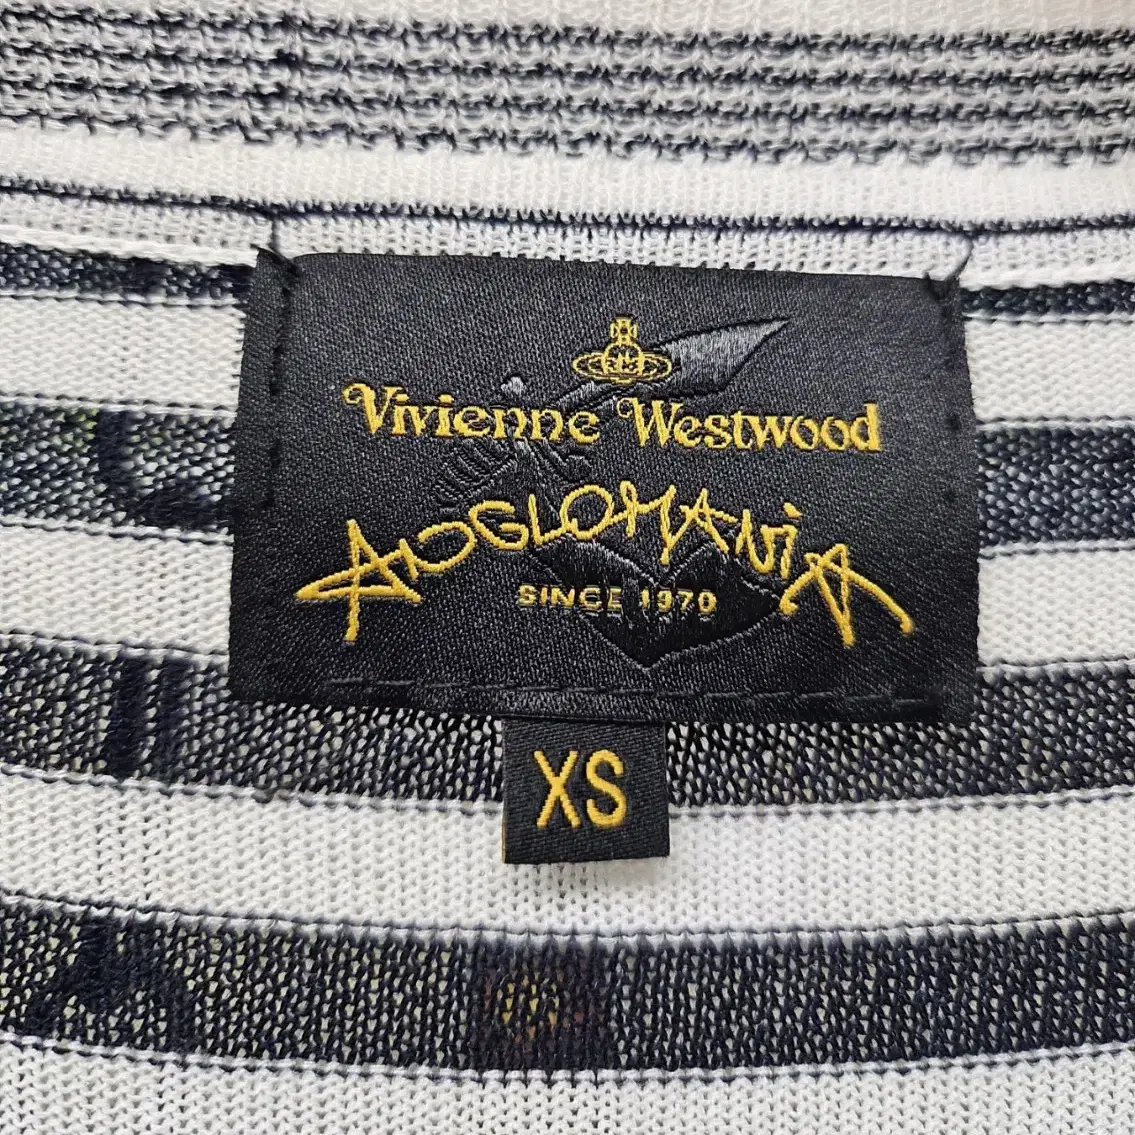 Vivienne Westwood
ANGLOMANIA
SINCE 1970
XS